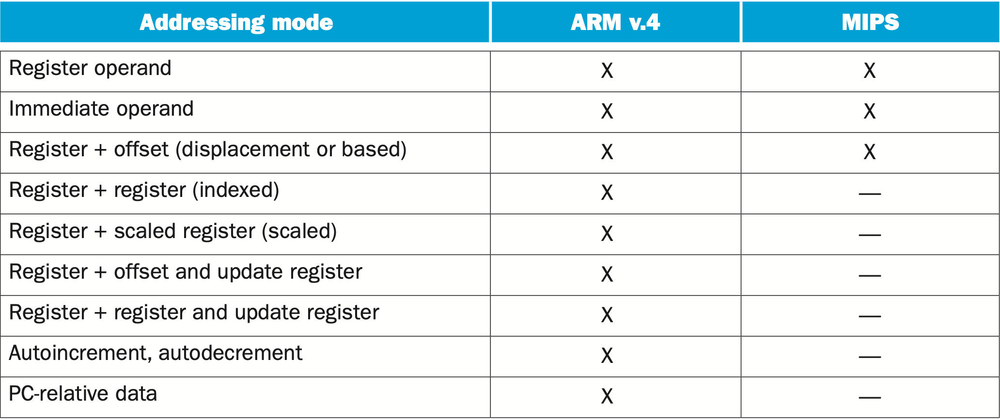 Addressing mode ARM v.4 MIPS
Register operand X X
Immediate operand X X
Register + offset (displacement or based) X X
Register + register (indexed) X —
Register + scaled register (scaled) X —
Register + offset and update register X —
Register + register and update register X —
Autoincrement, autodecrement X —
PC-relative data X —